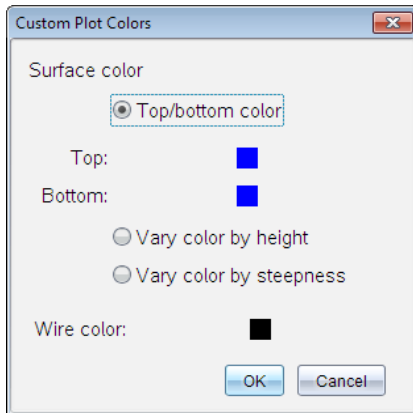 Custom Plot Colors
Surface color
Top/bottom color
Top:
Bottom:
Vary color by height
Vary color by steepness
Wire color:
OK Cancel